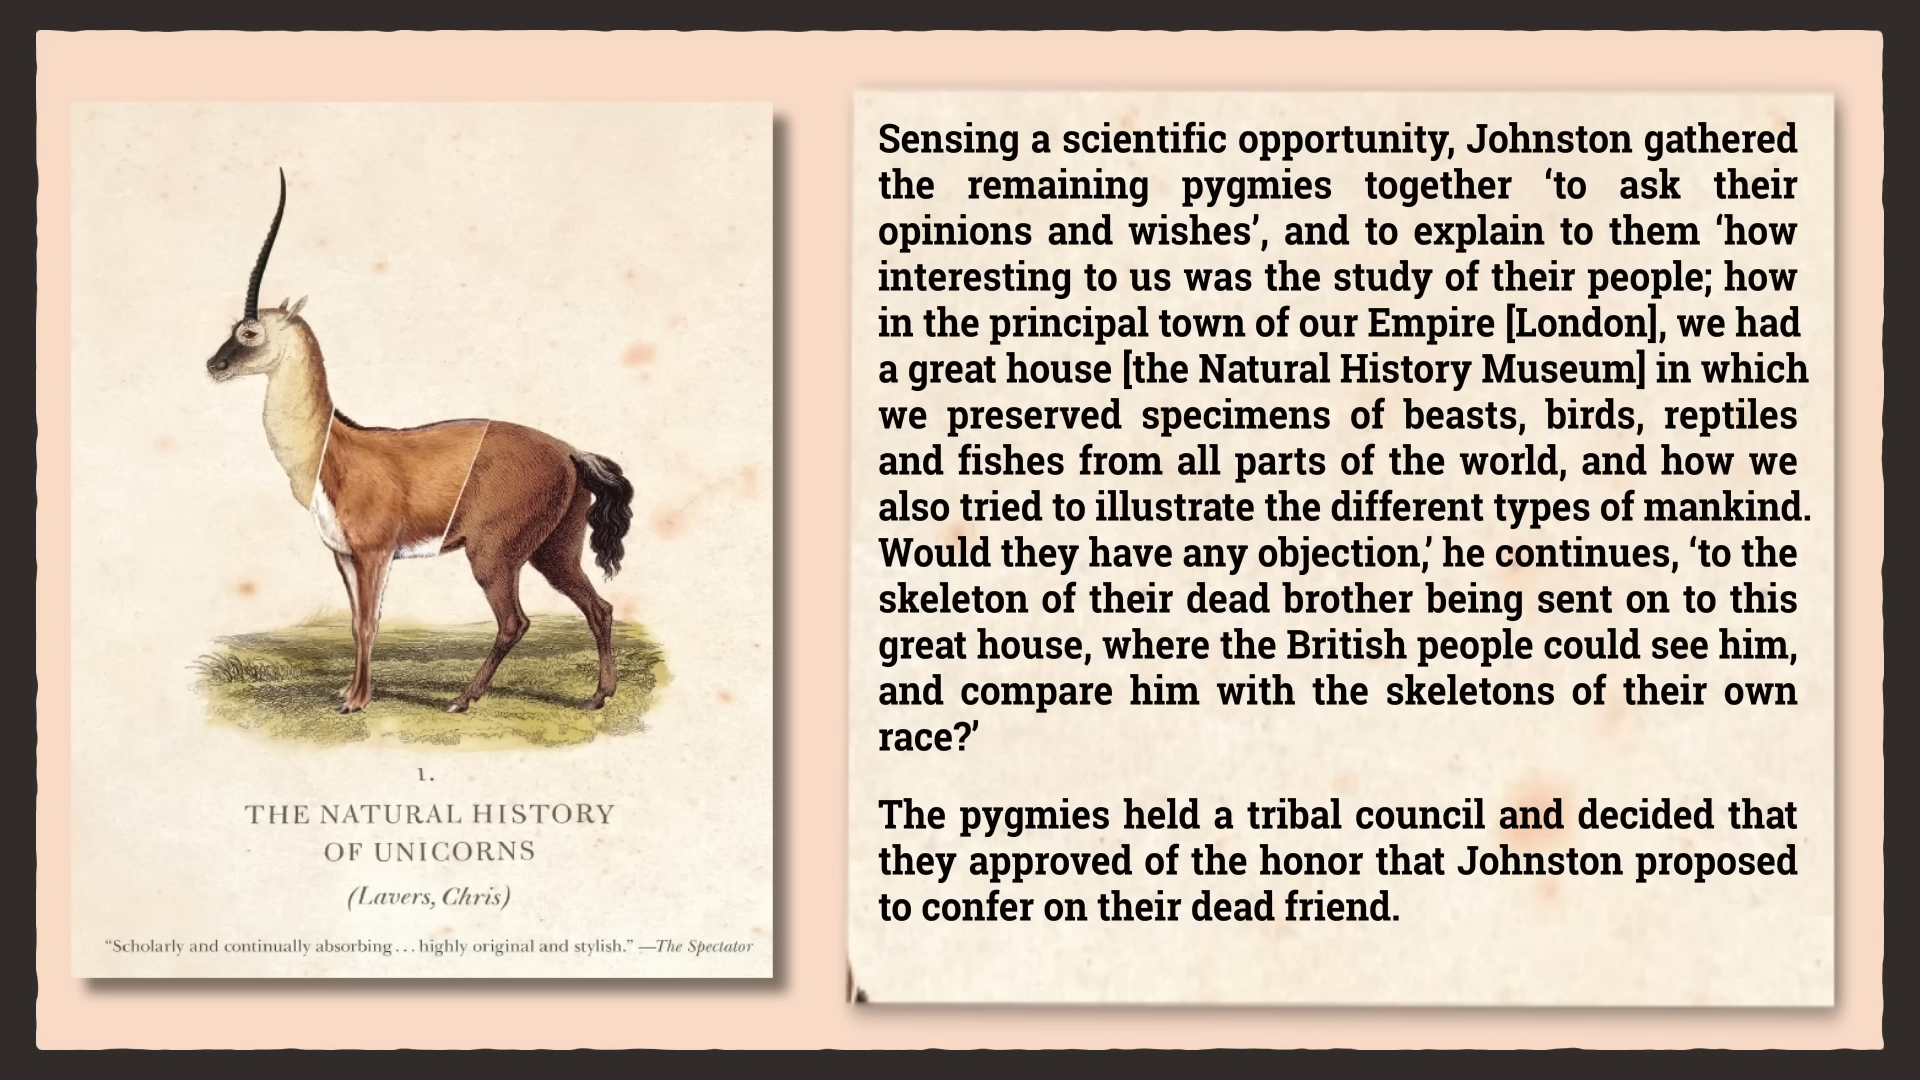 1.
THE NATURAL HISTORY
OF UNICORNS
(Lavers, Chris)
“Scholarly and continually absorbing . . . highly original and stylish.” —The Spectator
Sensing a scientific opportunity, Johnston gathered
the remaining pygmies together ‘to ask their
opinions and wishes’, and to explain to them ‘how
interesting to us was the study of their people; how
in the principal town of our Empire [London], we had
a great house [the Natural History Museum] in which
we preserved specimens of beasts, birds, reptiles
and fishes from all parts of the world, and how we
also tried to illustrate the different types of mankind.
Would they have any objection,’ he continues, ‘to the
skeleton of their dead brother being sent on to this
great house, where the British people could see him,
and compare him with the skeletons of their own
race?’
The pygmies held a tribal council and decided that
they approved of the honor that Johnston proposed
to confer on their dead friend.